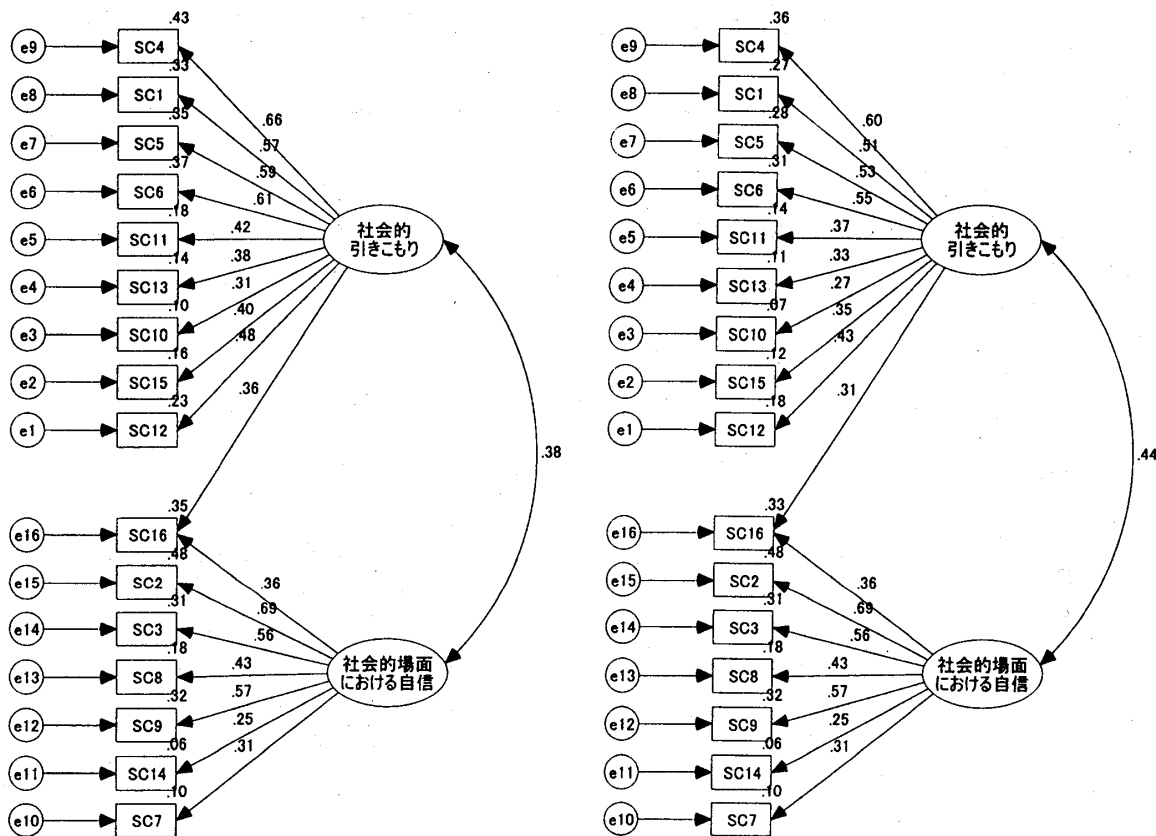 .43
e9
SC4
.33
e8
SC1
.35
e7
SC5
.37
e6
SC6
.18
e5
SC11
.14
e4
SC13
.10
e3
SC10
.16
e2
SC15
.23
e1
SC12
.66
.57
.59
.61
.42
.38
.31
.40
.48
.36
社会的
引きこもり
.38
.35
e16
SC16
.48
e15
SC2
.31
e14
SC3
.18
e13
SC8
.32
e12
SC9
.06
e11
SC14
.10
e10
SC7
.36
.69
.56
.43
.57
.25
.31
社会的場面
における自信
.36
e9
SC4
.27
e8
SC1
.28
e7
SC5
.31
e6
SC6
.14
e5
SC11
.11
e4
SC13
.07
e3
SC10
.12
e2
SC15
.18
e1
SC12
.60
.51
.53
.55
.37
.33
.27
.35
.43
.31
社会的
引きこもり
.44
.33
e16
SC16
.48
e15
SC2
.31
e14
SC3
.18
e13
SC8
.32
e12
SC9
.06
e11
SC14
.10
e10
SC7
.36
.69
.56
.43
.57
.25
.31
社会的場面
における自信